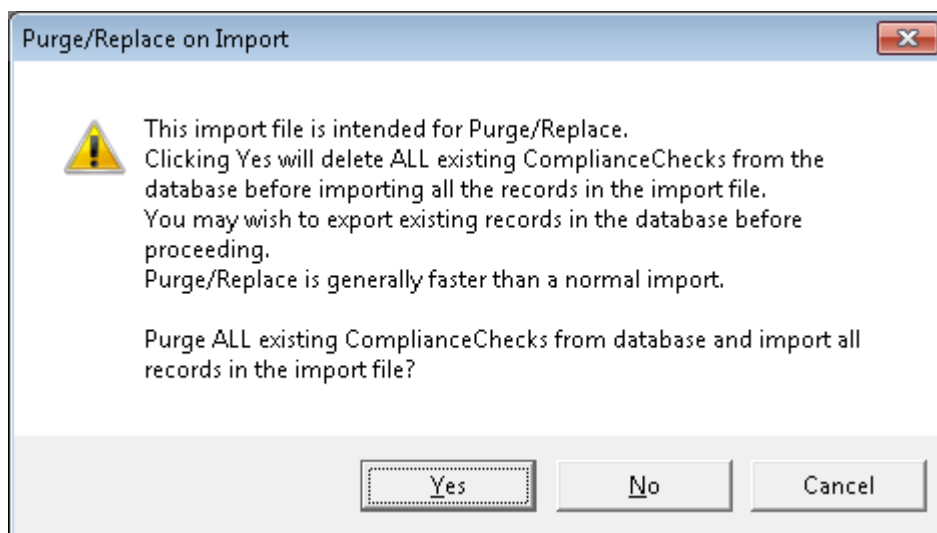 Purge/Replace on Import
This import file is intended for Purge/Replace.
Clicking Yes will delete ALL existing ComplianceChecks from the
database before importing all the records in the import file.
You may wish to export existing records in the database before
proceeding.
Purge/Replace is generally faster than a normal import.
Purge ALL existing ComplianceChecks from database and import all
records in the import file?
Yes
No
Cancel